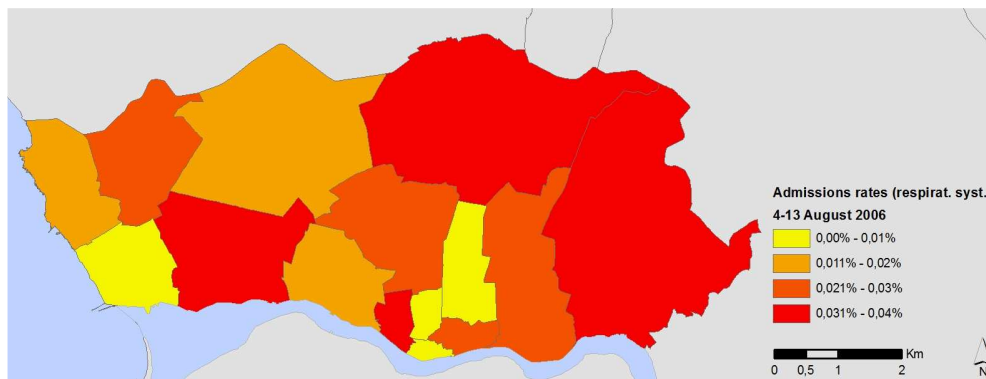 Admissions rates (respirat. syst.
4-13 August 2006
0,00% - 0,01%
0,011% - 0,02%
0,021% - 0,03%
0,031% - 0,04%
Km
0 0,5 1 2
N